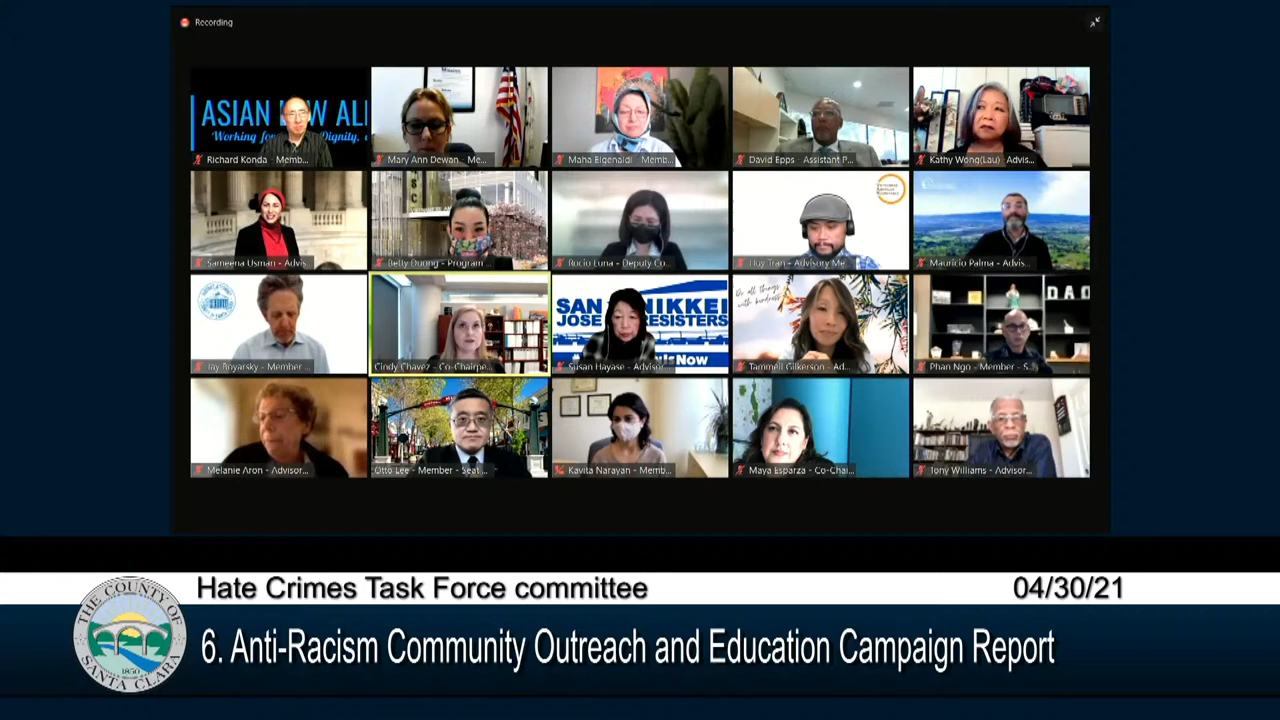 Recording
ASIAN LAW ALL
Working for Dignity,
Richard Konda - Memb...
Mary Ann Dewan - Me...
Maha Elgenaidi - Memb...
David Epps - Assistant P...
Kathy Wong(Lau) - Advis...
Sameena Usman - Advis...
Betty Duong - Program ...
Rocio Luna - Deputy Co...
Huy Tran - Advisory Me...
Mauricio Palma - Advis...
Do all things
with kindness
DAD
SAN NIKKEI
JOSE RESISTERS
Now
Jay Boyarsky - Member ...
Cindy Chavez - Co-Chairpe...
Susan Hayase - Advisor...
Tammeil Gilkerson - Ad...
Phan Ngo - Member - S...
Melanie Aron - Advisor...
Otto Lee - Member - Seat ...
Kavita Narayan - Memb...
Maya Esparza - Co-Chai...
Tony Williams - Advisor...
Hate Crimes Task Force committee
04/30/21
THE COUNTY OF
SANTA CLARA
1850
6. Anti-Racism Community Outreach and Education Campaign Report